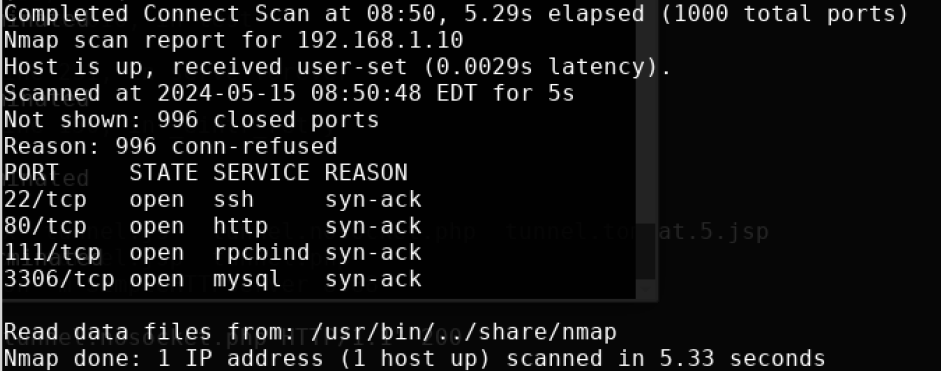 Completed Connect Scan at 08:50, 5.29s elapsed (1000 total ports)
Nmap scan report for 192.168.1.10
Host is up, received user-set (0.0029s latency).
Scanned at 2024-05-15 08:50:48 EDT for 5s
Not shown: 996 closed ports
Reason: 996 conn-refused
PORT     STATE SERVICE REASON
22/tcp   open  ssh     syn-ack
80/tcp   open  http    syn-ack
111/tcp  open  rpcbind syn-ack
at.5.jsp
3306/tcp open  mysql   syn-ack
Read data files from: /usr/bin/../share/nmap
Nmap done: 1 IP address (1 host up) scanned in 5.33 seconds